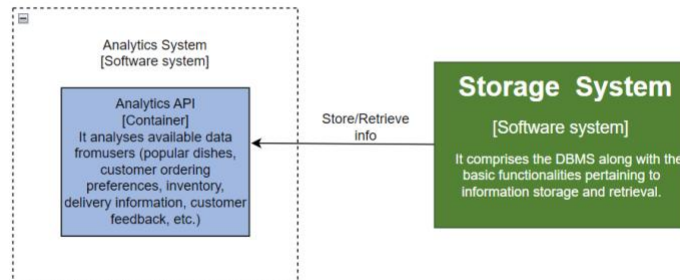 Analytics System
[Software system]
Analytics API
[Container]
It analyses available data
fromusers (popular dishes,
customer ordering
preferences, inventory,
delivery information, customer
feedback, etc.)
Store/Retrieve
info
Storage System
[Software system]
It comprises the DBMS along with the
basic functionalities pertaining to
information storage and retrieval.